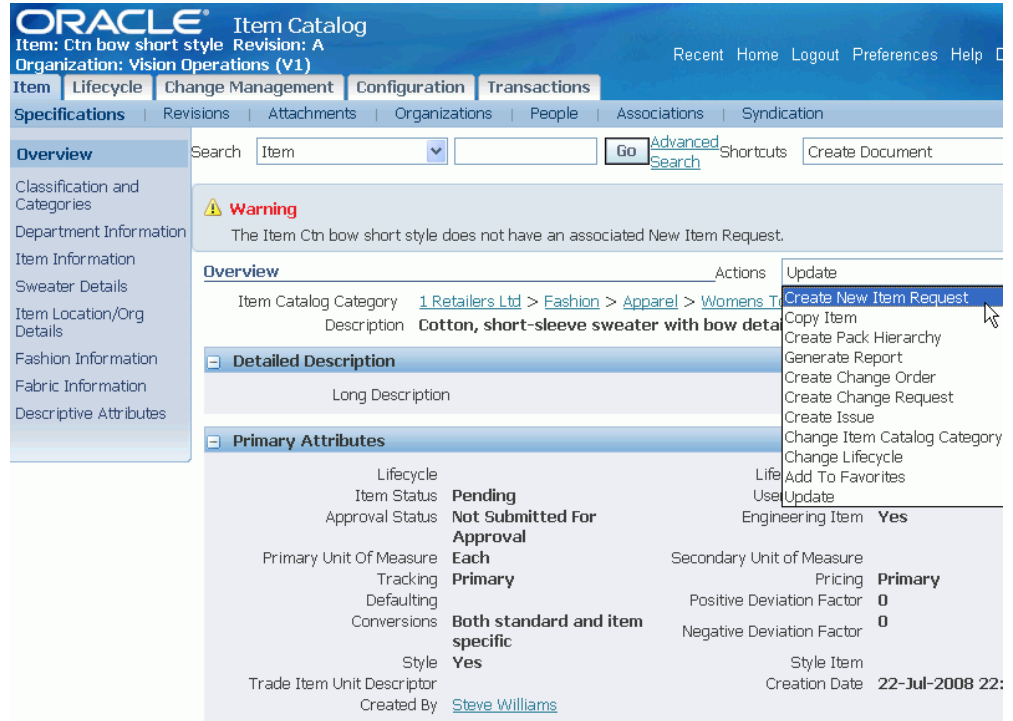 ORACLE Item Catalog
Item: Ctn bow short style Revision: A
Organization: Vision Operations (V1)
Recent Home Logout Preferences Help
Item Lifecycle Change Management Configuration Transactions
Specifications | Revisions | Attachments | Organizations | People | Associations | Syndication
Overview
Classification and
Categories
Department Information
Item Information
Sweater Details
Item Location/Org
Details
Fashion Information
Fabric Information
Descriptive Attributes
Search Item Go Advanced
Search Shortcuts Create Document
Warning
The Item Ctn bow short style does not have an associated New Item Request.
Overview Actions Update
Item Catalog Category 1 Retailers Ltd > Fashion > Apparel > Womens
Description Cotton, short-sleeve sweater with bow
Create New Item Request
Copy Item
Create Pack Hierarchy
Generate Report
Create Change Order
Create Change Request
Create Issue
Change Item Catalog Category
Change Lifecycle
Add To Favorites
Update
Detailed Description
Long Description
Primary Attributes
Lifecycle
Item Status Pending
Approval Status Not Submitted For
Approval
Engineering Item Yes
Primary Unit Of Measure Each
Secondary Unit of Measure
Tracking Primary
Pricing Primary
Defaulting
Positive Deviation Factor 0
Conversions Both standard and item
specific
Negative Deviation Factor 0
Style Yes
Style Item
Trade Item Unit Descriptor
Creation Date 22-Jul-2008 22:
Created By Steve Williams